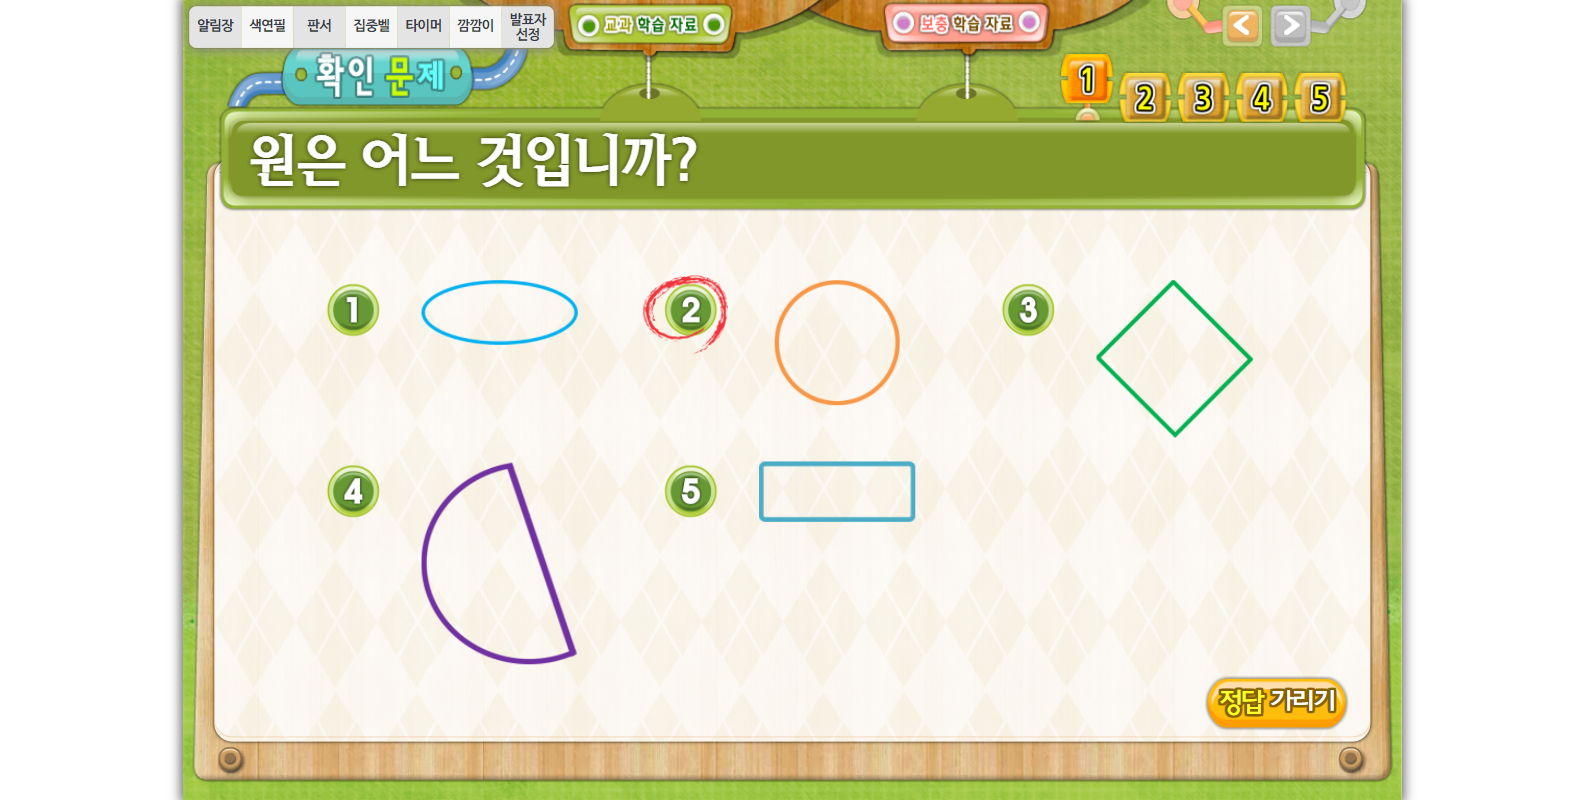 알림장 색연필 판서 집중벨 타이머 깜깜이 발표자
선정
교과 학습 자료 보충 학습 자료
확인 문제
1 2 3 4 5
원은 어느 것입니까?
1 2 3
4 5
정답 가리기